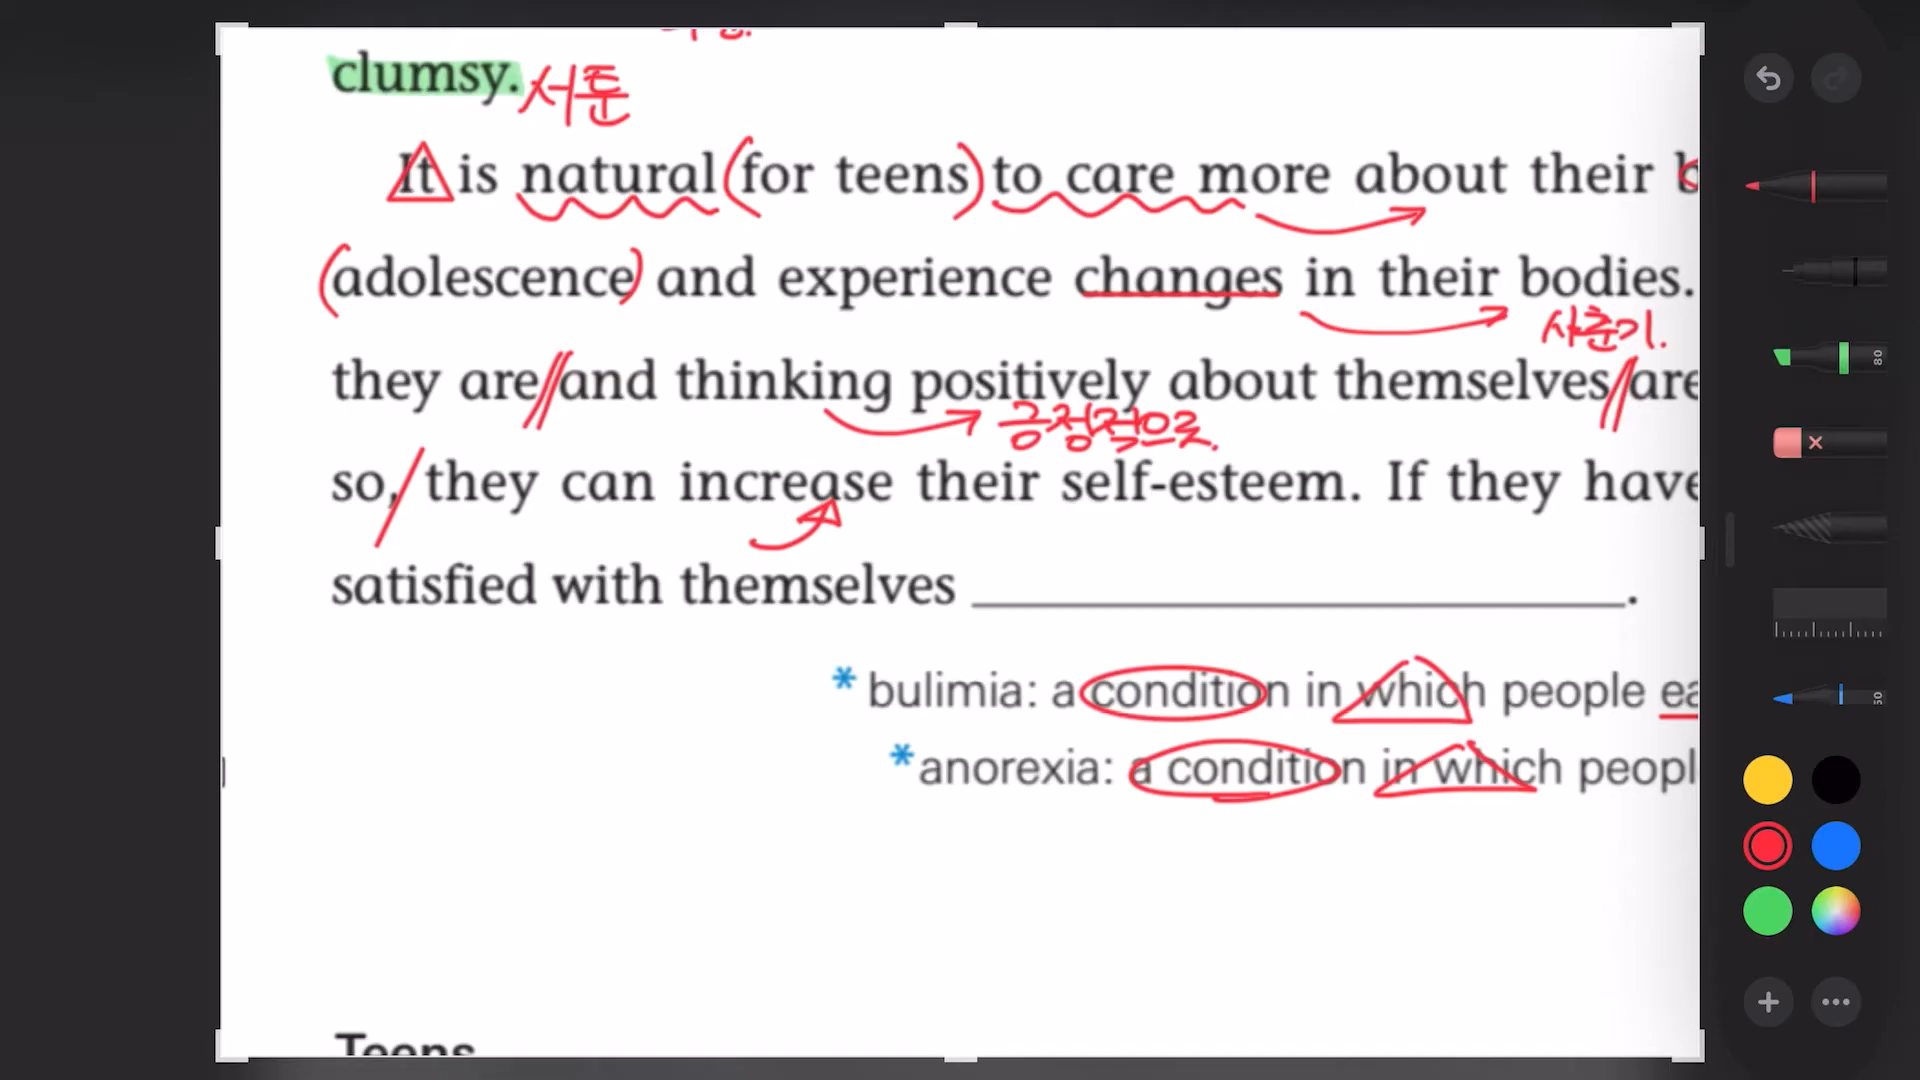 clumsy. 서툰
It is natural (for teens) to care more about their
(adolescence) and experience changes in their bodies.
사춘기.
they are // and thinking positively about themselves // are
긍정적으로.
so, / they can increase their self-esteem. If they have
satisfied with themselves ____________.
* bulimia: a condition in which people
* anorexia: a condition in which
Teens
80
50